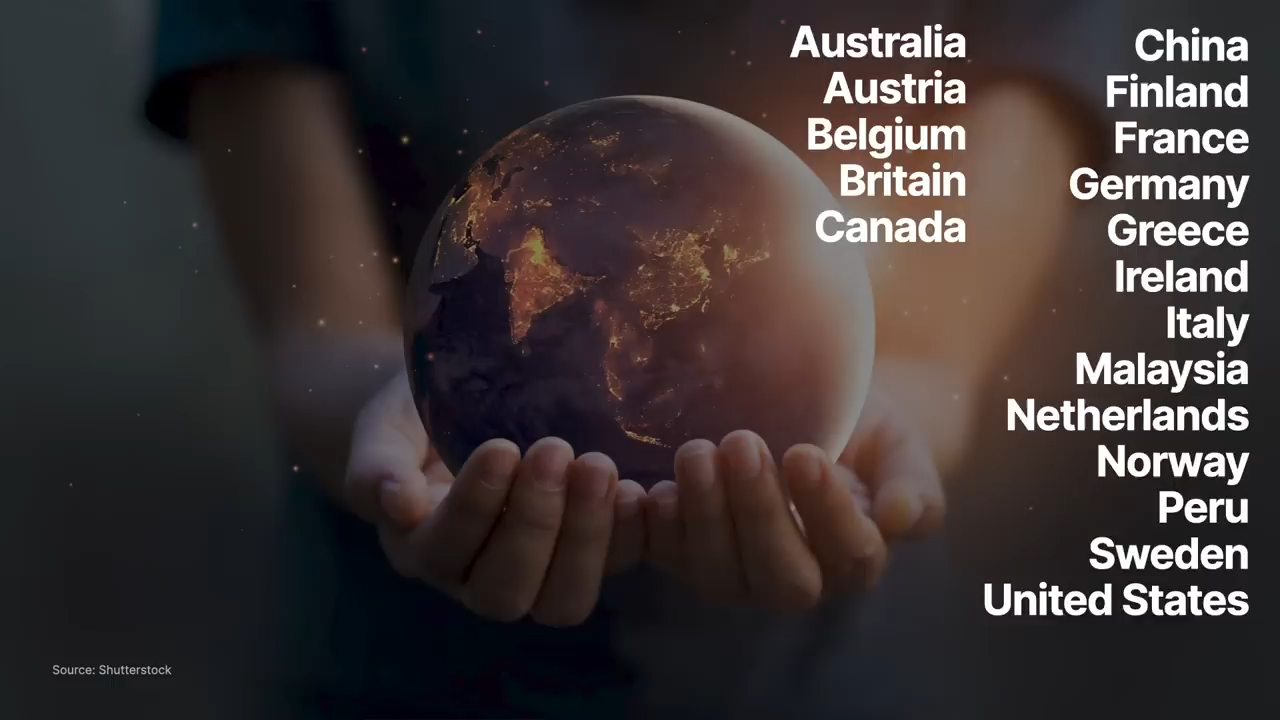 Australia
Austria
Belgium
Britain
Canada
China
Finland
France
Germany
Greece
Ireland
Italy
Malaysia
Netherlands
Norway
Peru
Sweden
United States
Source: Shutterstock